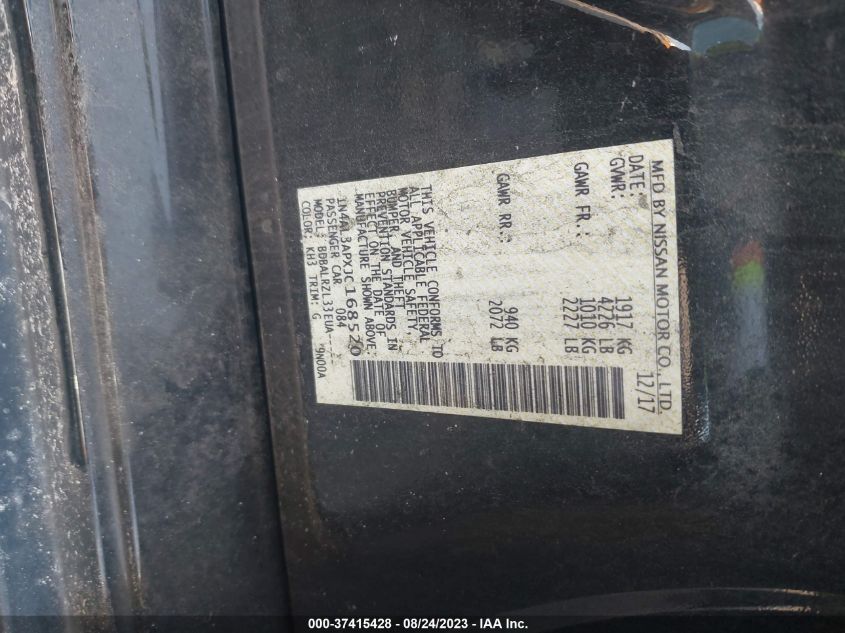 MFD BY NISSAN MOTOR CO., LTD.
DATE: 12/17
GVWR: 1917 KG
4226 LB
GAWR FR.: 1010 KG
2227 LB
GAWR RR.: 940 KG
2072 LB
THIS VEHICLE CONFORMS TO
ALL APPLICABLE FEDERAL
MOTOR VEHICLE SAFETY,
BUMPER, AND THEFT
PREVENTION STANDARDS IN
EFFECT ON THE DATE OF
MANUFACTURE SHOWN ABOVE.
1N4AL3APXJC168520
PASSENGER CAR 084
MODEL: BDBALRZL33EUA-----
COLOR: KH3 TRIM: G 9N00A
000-37415428 - 08/24/2023 - IAA Inc.